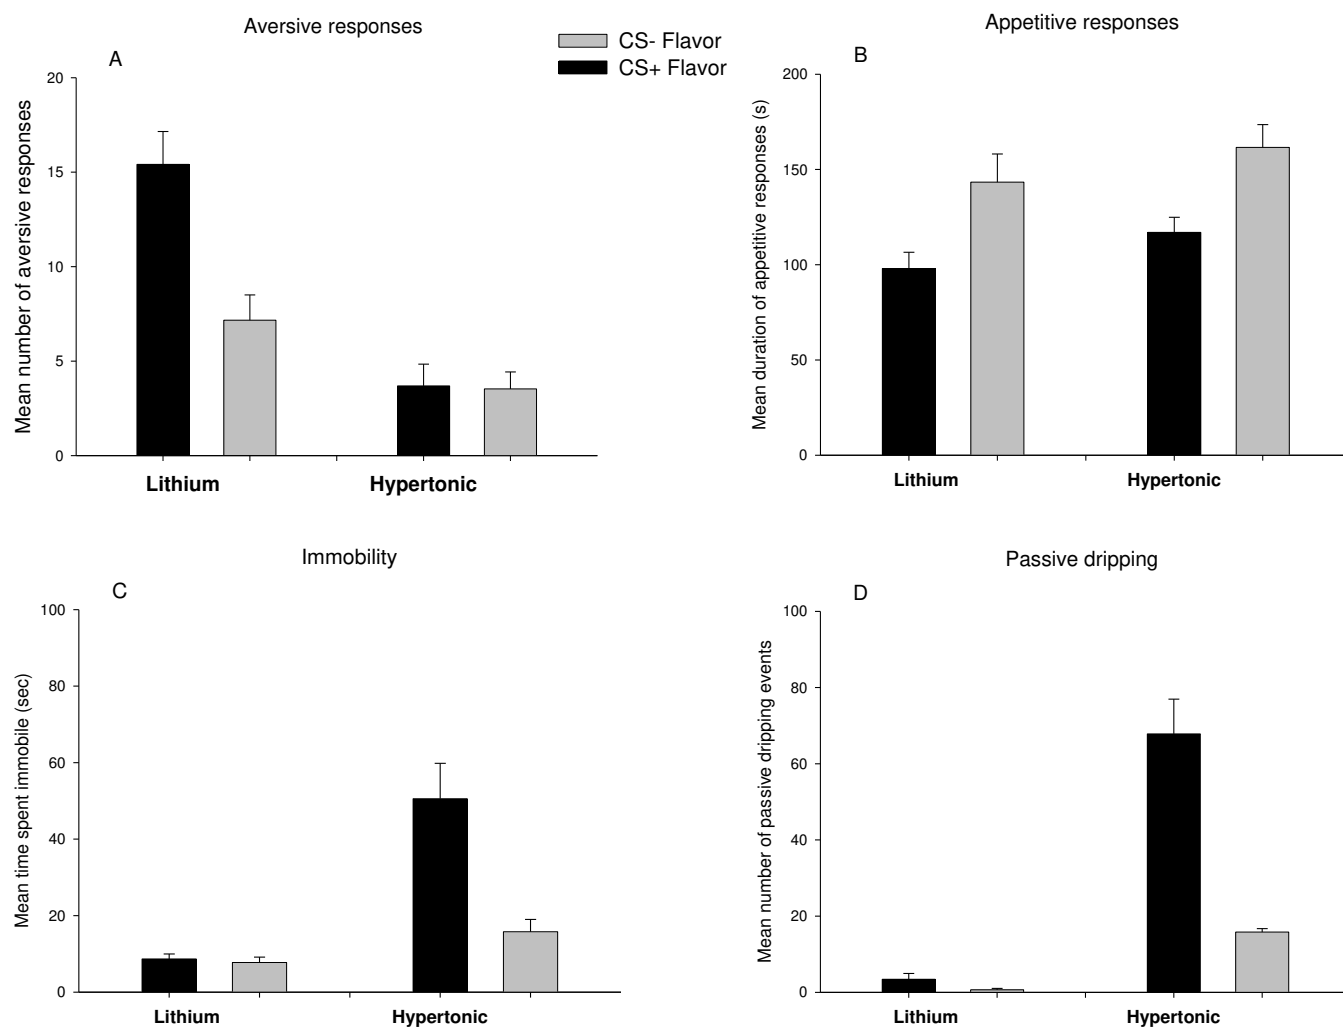 Aversive responses
A
CS- Flavor
CS+ Flavor
Mean number of aversive responses
20
15
10
5
0
Lithium
Hypertonic
Appetitive responses
B
Mean duration of appetitive responses (s)
200
150
100
50
0
Lithium
Hypertonic
Immobility
C
Mean time spent immobile (sec)
100
80
60
40
20
0
Lithium
Hypertonic
Passive dripping
D
Mean number of passive dripping events
100
80
60
40
20
0
Lithium
Hypertonic